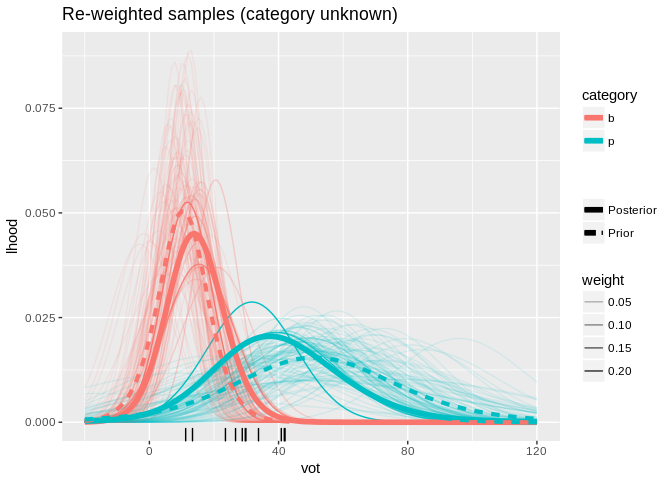 Re-weighted samples (category unknown)
lhood
0.075
0.050
0.025
0.000
0
40
80
120
vot
category
b
p
Posterior
Prior
weight
0.05
0.10
0.15
0.20